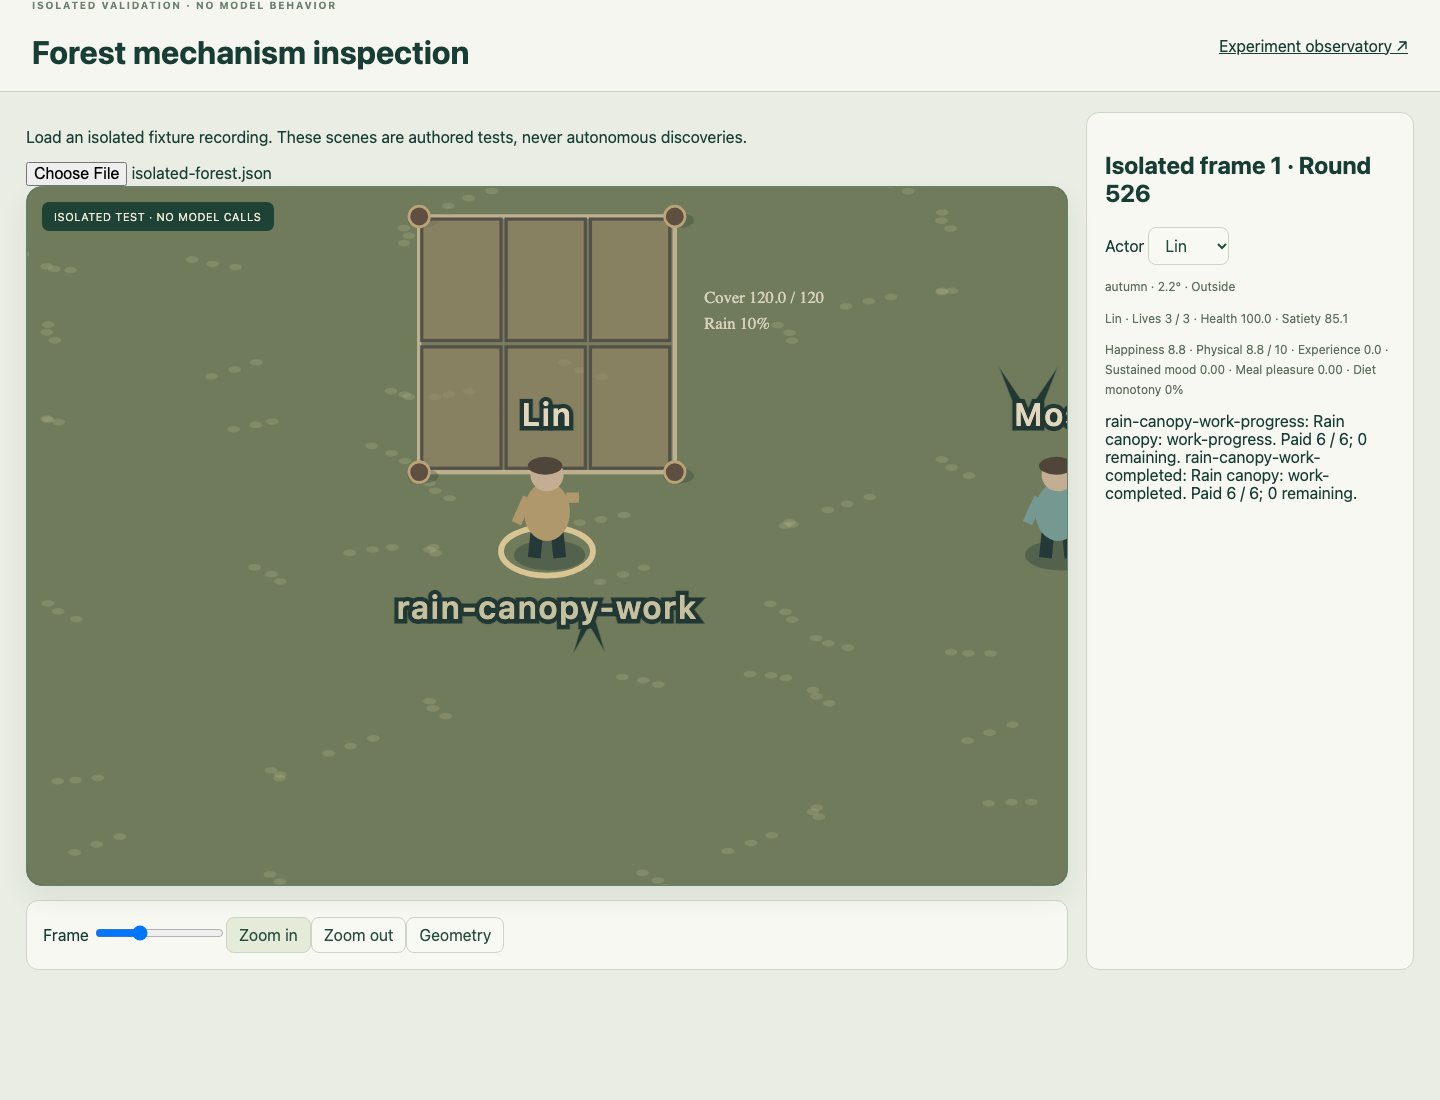 ISOLATED VALIDATION · NO MODEL BEHAVIOR
Forest mechanism inspection
Experiment observatory ↗
Load an isolated fixture recording. These scenes are authored tests, never autonomous discoveries.
Choose File isolated-forest.json
ISOLATED TEST · NO MODEL CALLS
Cover 120.0 / 120
Rain 10%
Lin
rain-canopy-work
Frame
Zoom in
Zoom out
Geometry
Isolated frame 1 · Round
526
Actor Lin
autumn · 2.2° · Outside
Lin · Lives 3 / 3 · Health 100.0 · Satiety 85.1
Happiness 8.8 · Physical 8.8 / 10 · Experience 0.0 ·
Sustained mood 0.00 · Meal pleasure 0.00 · Diet
monotony 0%
rain-canopy-work-progress: Rain
canopy: work-progress. Paid 6 / 6; 0
remaining. rain-canopy-work-
completed: Rain canopy: work-
completed. Paid 6 / 6; 0 remaining.